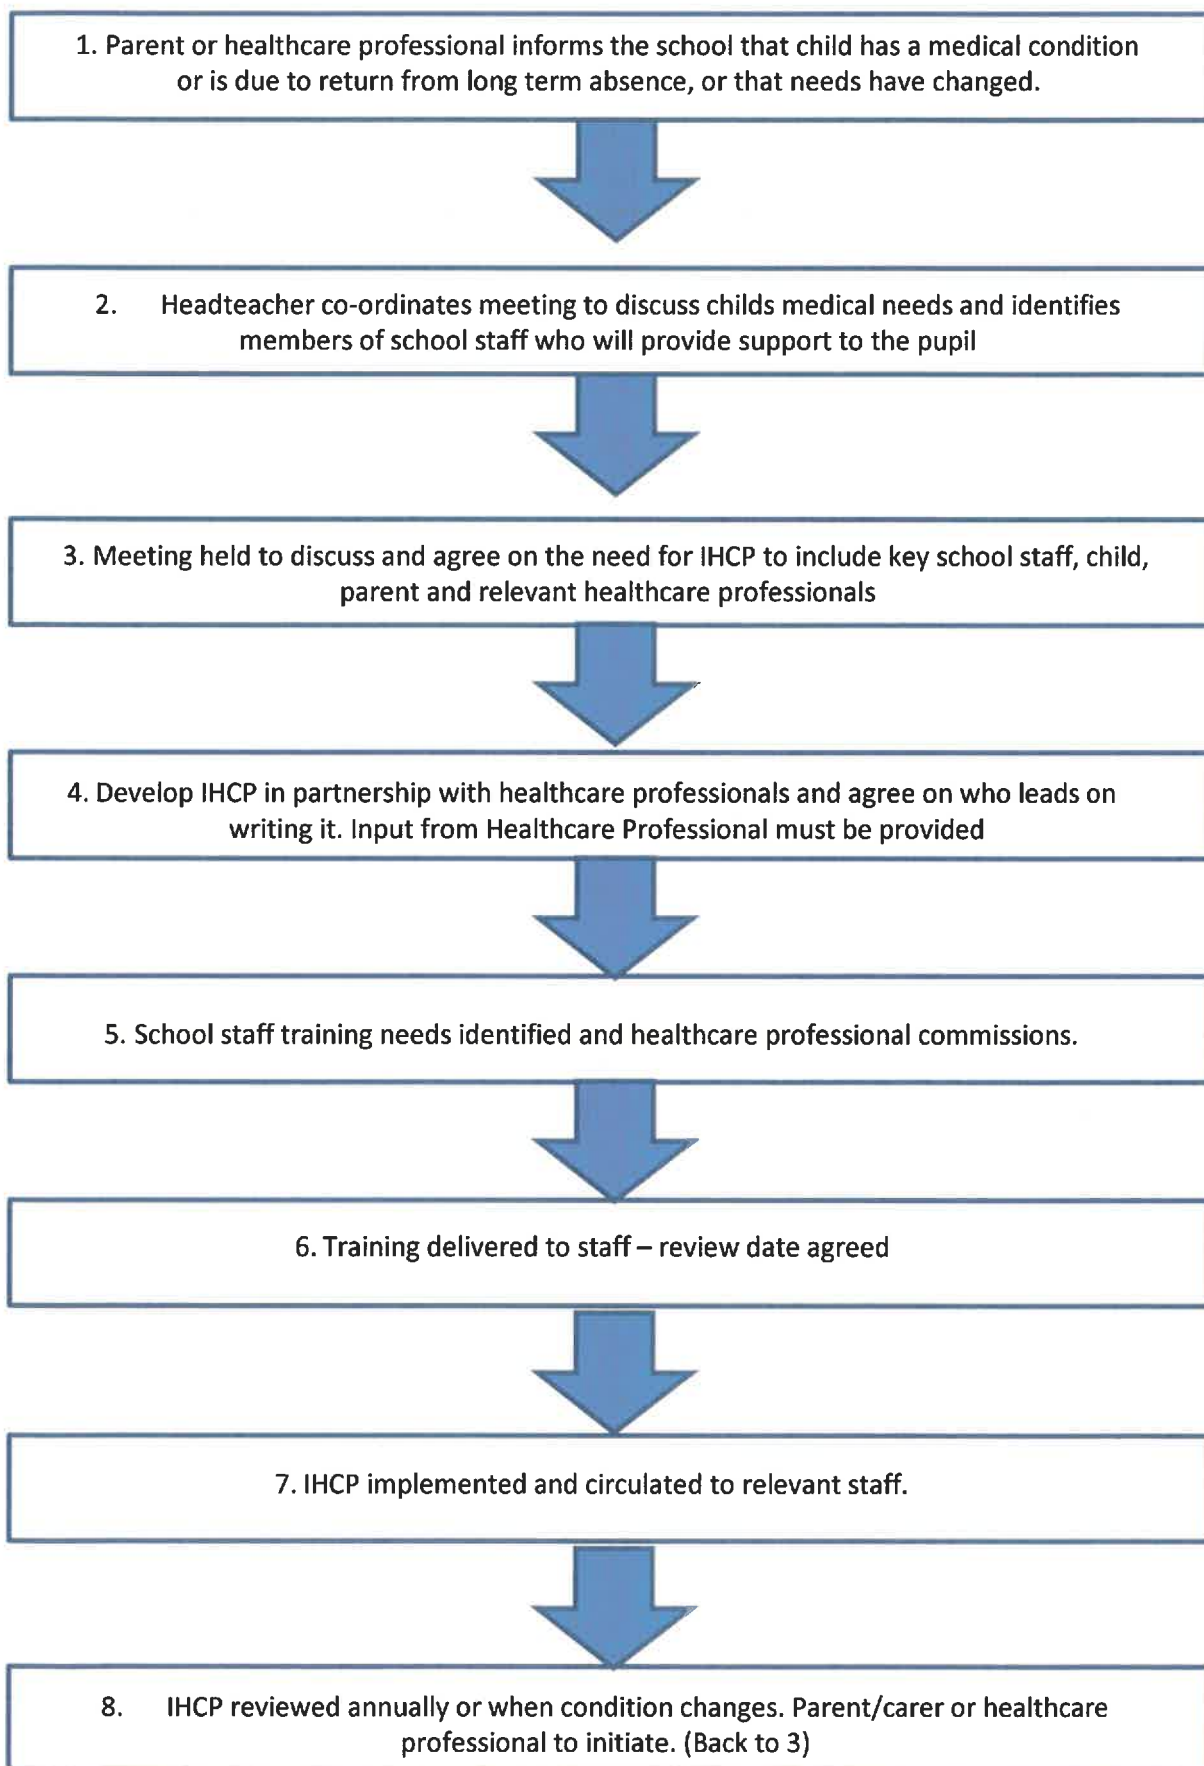 1. Parent or healthcare professional informs the school that child has a medical condition
or is due to return from long term absence, or that needs have changed.
2. Headteacher co-ordinates meeting to discuss childs medical needs and identifies
members of school staff who will provide support to the pupil
3. Meeting held to discuss and agree on the need for IHCP to include key school staff, child,
parent and relevant healthcare professionals
4. Develop IHCP in partnership with healthcare professionals and agree on who leads on
writing it. Input from Healthcare Professional must be provided
5. School staff training needs identified and healthcare professional commissions.
6. Training delivered to staff – review date agreed
7. IHCP implemented and circulated to relevant staff.
8. IHCP reviewed annually or when condition changes. Parent/carer or healthcare
professional to initiate. (Back to 3)